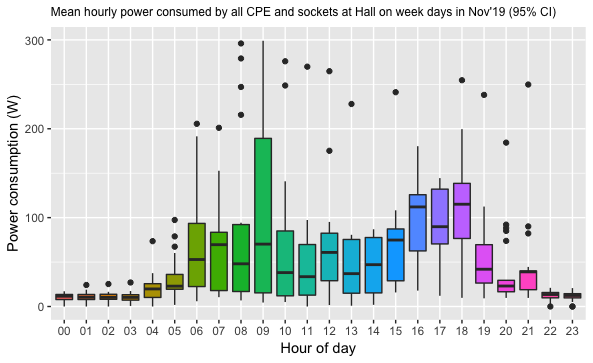 Mean hourly power consumed by all CPE and sockets at Hall on week days in Nov'19 (95% CI)
Power consumption (W)
300
200
100
0
00 01 02 03 04 05 06 07 08 09 10 11 12 13 14 15 16 17 18 19 20 21 22 23
Hour of day